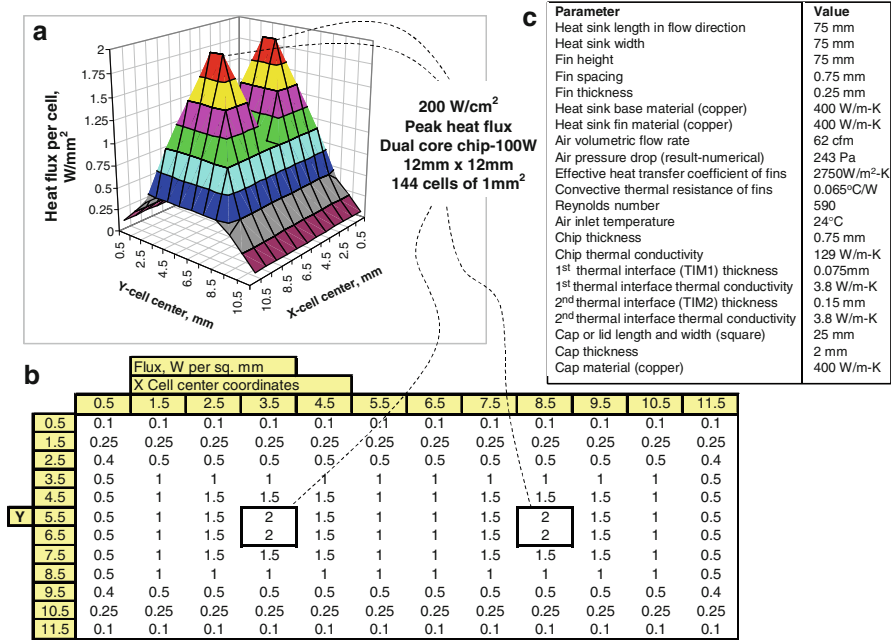 a
Heat flux per cell, W/mm²
2
1.75
1.5
1.25
1
0.75
0.5
0.25
0
0.5
2.5
4.5
6.5
8.5
10.5
Y-cell center, mm
10.5
8.5
6.5
4.5
2.5
0.5
X-cell center, mm
200 W/cm²
Peak heat flux
Dual core chip-100W
12mm x 12mm
144 cells of 1mm²
c
Parameter Value
Heat sink length in flow direction 75 mm
Heat sink width 75 mm
Fin height 75 mm
Fin spacing 0.75 mm
Fin thickness 0.25 mm
Heat sink base material (copper) 400 W/m-K
Heat sink fin material (copper) 400 W/m-K
Air volumetric flow rate 62 cfm
Air pressure drop (result-numerical) 243 Pa
Effective heat transfer coefficient of fins 2750W/m²-K
Convective thermal resistance of fins 0.065°C/W
Reynolds number 590
Air inlet temperature 24°C
Chip thickness 0.75 mm
Chip thermal conductivity 129 W/m-K
1st thermal interface (TIM1) thickness 0.075mm
1st thermal interface thermal conductivity 3.8 W/m-K
2nd thermal interface (TIM2) thickness 0.15 mm
2nd thermal interface thermal conductivity 3.8 W/m-K
Cap or lid length and width (square) 25 mm
Cap thickness 2 mm
Cap material (copper) 400 W/m-K
b
Flux, W per sq. mm
X Cell center coordinates
0.5 1.5 2.5 3.5 4.5 5.5 6.5 7.5 8.5 9.5 10.5 11.5
0.5 0.1 0.1 0.1 0.1 0.1 0.1 0.1 0.1 0.1 0.1 0.1 0.1
1.5 0.25 0.25 0.25 0.25 0.25 0.25 0.25 0.25 0.25 0.25 0.25 0.25
2.5 0.4 0.5 0.5 0.5 0.5 0.5 0.5 0.5 0.5 0.5 0.5 0.4
3.5 0.5 1 1 1 1 1 1 1 1 1 1 0.5
4.5 0.5 1 1.5 1.5 1.5 1 1 1.5 1.5 1.5 1 0.5
Y 5.5 0.5 1 1.5 2 1.5 1 1 1.5 2 1.5 1 0.5
6.5 0.5 1 1.5 2 1.5 1 1 1.5 2 1.5 1 0.5
7.5 0.5 1 1.5 1.5 1.5 1 1 1.5 1.5 1.5 1 0.5
8.5 0.5 1 1 1 1 1 1 1 1 1 1 0.5
9.5 0.4 0.5 0.5 0.5 0.5 0.5 0.5 0.5 0.5 0.5 0.5 0.4
10.5 0.25 0.25 0.25 0.25 0.25 0.25 0.25 0.25 0.25 0.25 0.25 0.25
11.5 0.1 0.1 0.1 0.1 0.1 0.1 0.1 0.1 0.1 0.1 0.1 0.1